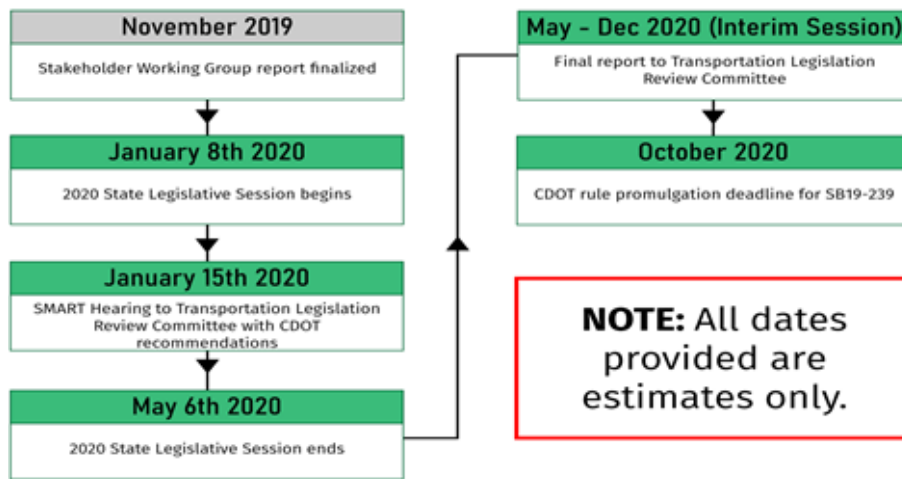 November 2019
Stakeholder Working Group report finalized
January 8th 2020
2020 State Legislative Session begins
January 15th 2020
SMART Hearing to Transportation Legislation
Review Committee with CDOT
recommendations
May 6th 2020
2020 State Legislative Session ends
May - Dec 2020 (Interim Session)
Final report to Transportation Legislation
Review Committee
October 2020
CDOT rule promulgation deadline for SB19-239
NOTE: All dates
provided are
estimates only.